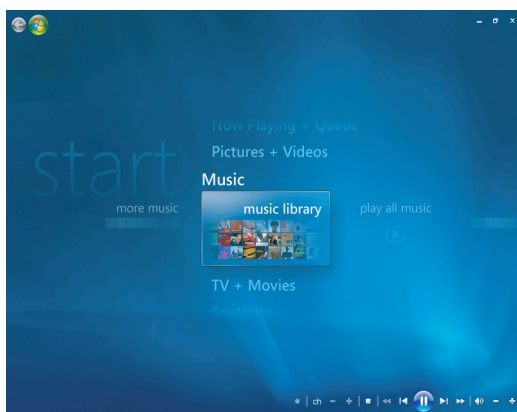 Now Playing + Queue
start
Pictures + Videos
Music
more music
music library
play all music
TV + Movies
Spotlight
ch